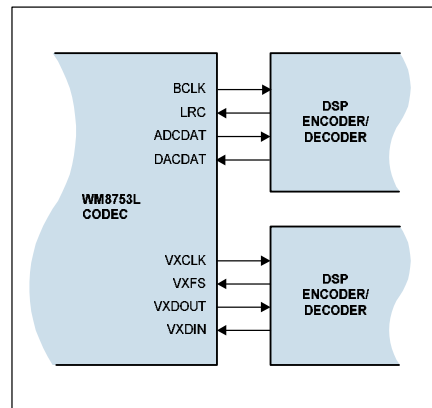 BCLK
LRC
ADCDAT
DACDAT
DSP
ENCODER/
DECODER
WM8753L
CODEC
VXCLK
VXFS
VXDOUT
VXDIN
DSP
ENCODER/
DECODER